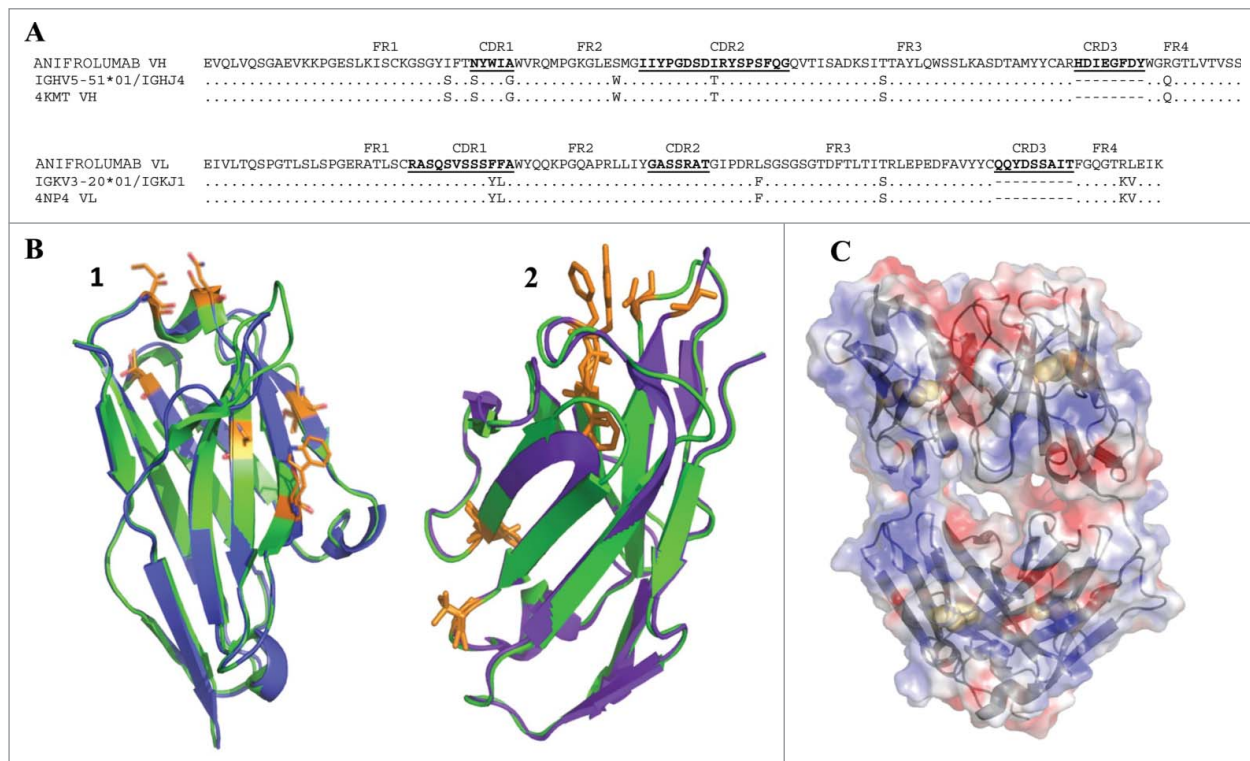 A
FR1 CDR1 FR2 CDR2 FR3 CRD3 FR4
ANIFROLUMAB VH EVQLVQSGAEVKKPGESLKISCKGSGYIFTNYWIAWVRQMPGKGLESMGIIYPGDSDIRYSPSFQGQVTISADKSITTAYLQWSSLKASDTAMYYCARHDIEGFDYWGRGTLVTVSS
IGHV5-51*01/IGHJ4 ...........................S..S...G...........W..........T..................S.....................--------..Q........
4KMT VH ...........................S..S...G...........W..........T..................S.....................--------..Q........
FR1 CDR1 FR2 CDR2 FR3 CRD3 FR4
ANIFROLUMAB VL EIVLTQSPGTLSLSPGERATLSCRASQSVSSSFFAWYQQKPGQAPRLLIYGASSRATGIPDRLSGSGSGTDFTLTITRLEPEDFAVYYCQQYDSSAITFGQGTRLEIK
IGKV3-20*01/IGKJ1 ................................YL............................F.............S............---------.....KV...
4NP4 VL ................................YL............................F.............S............---------.....KV...
B
1
2
C